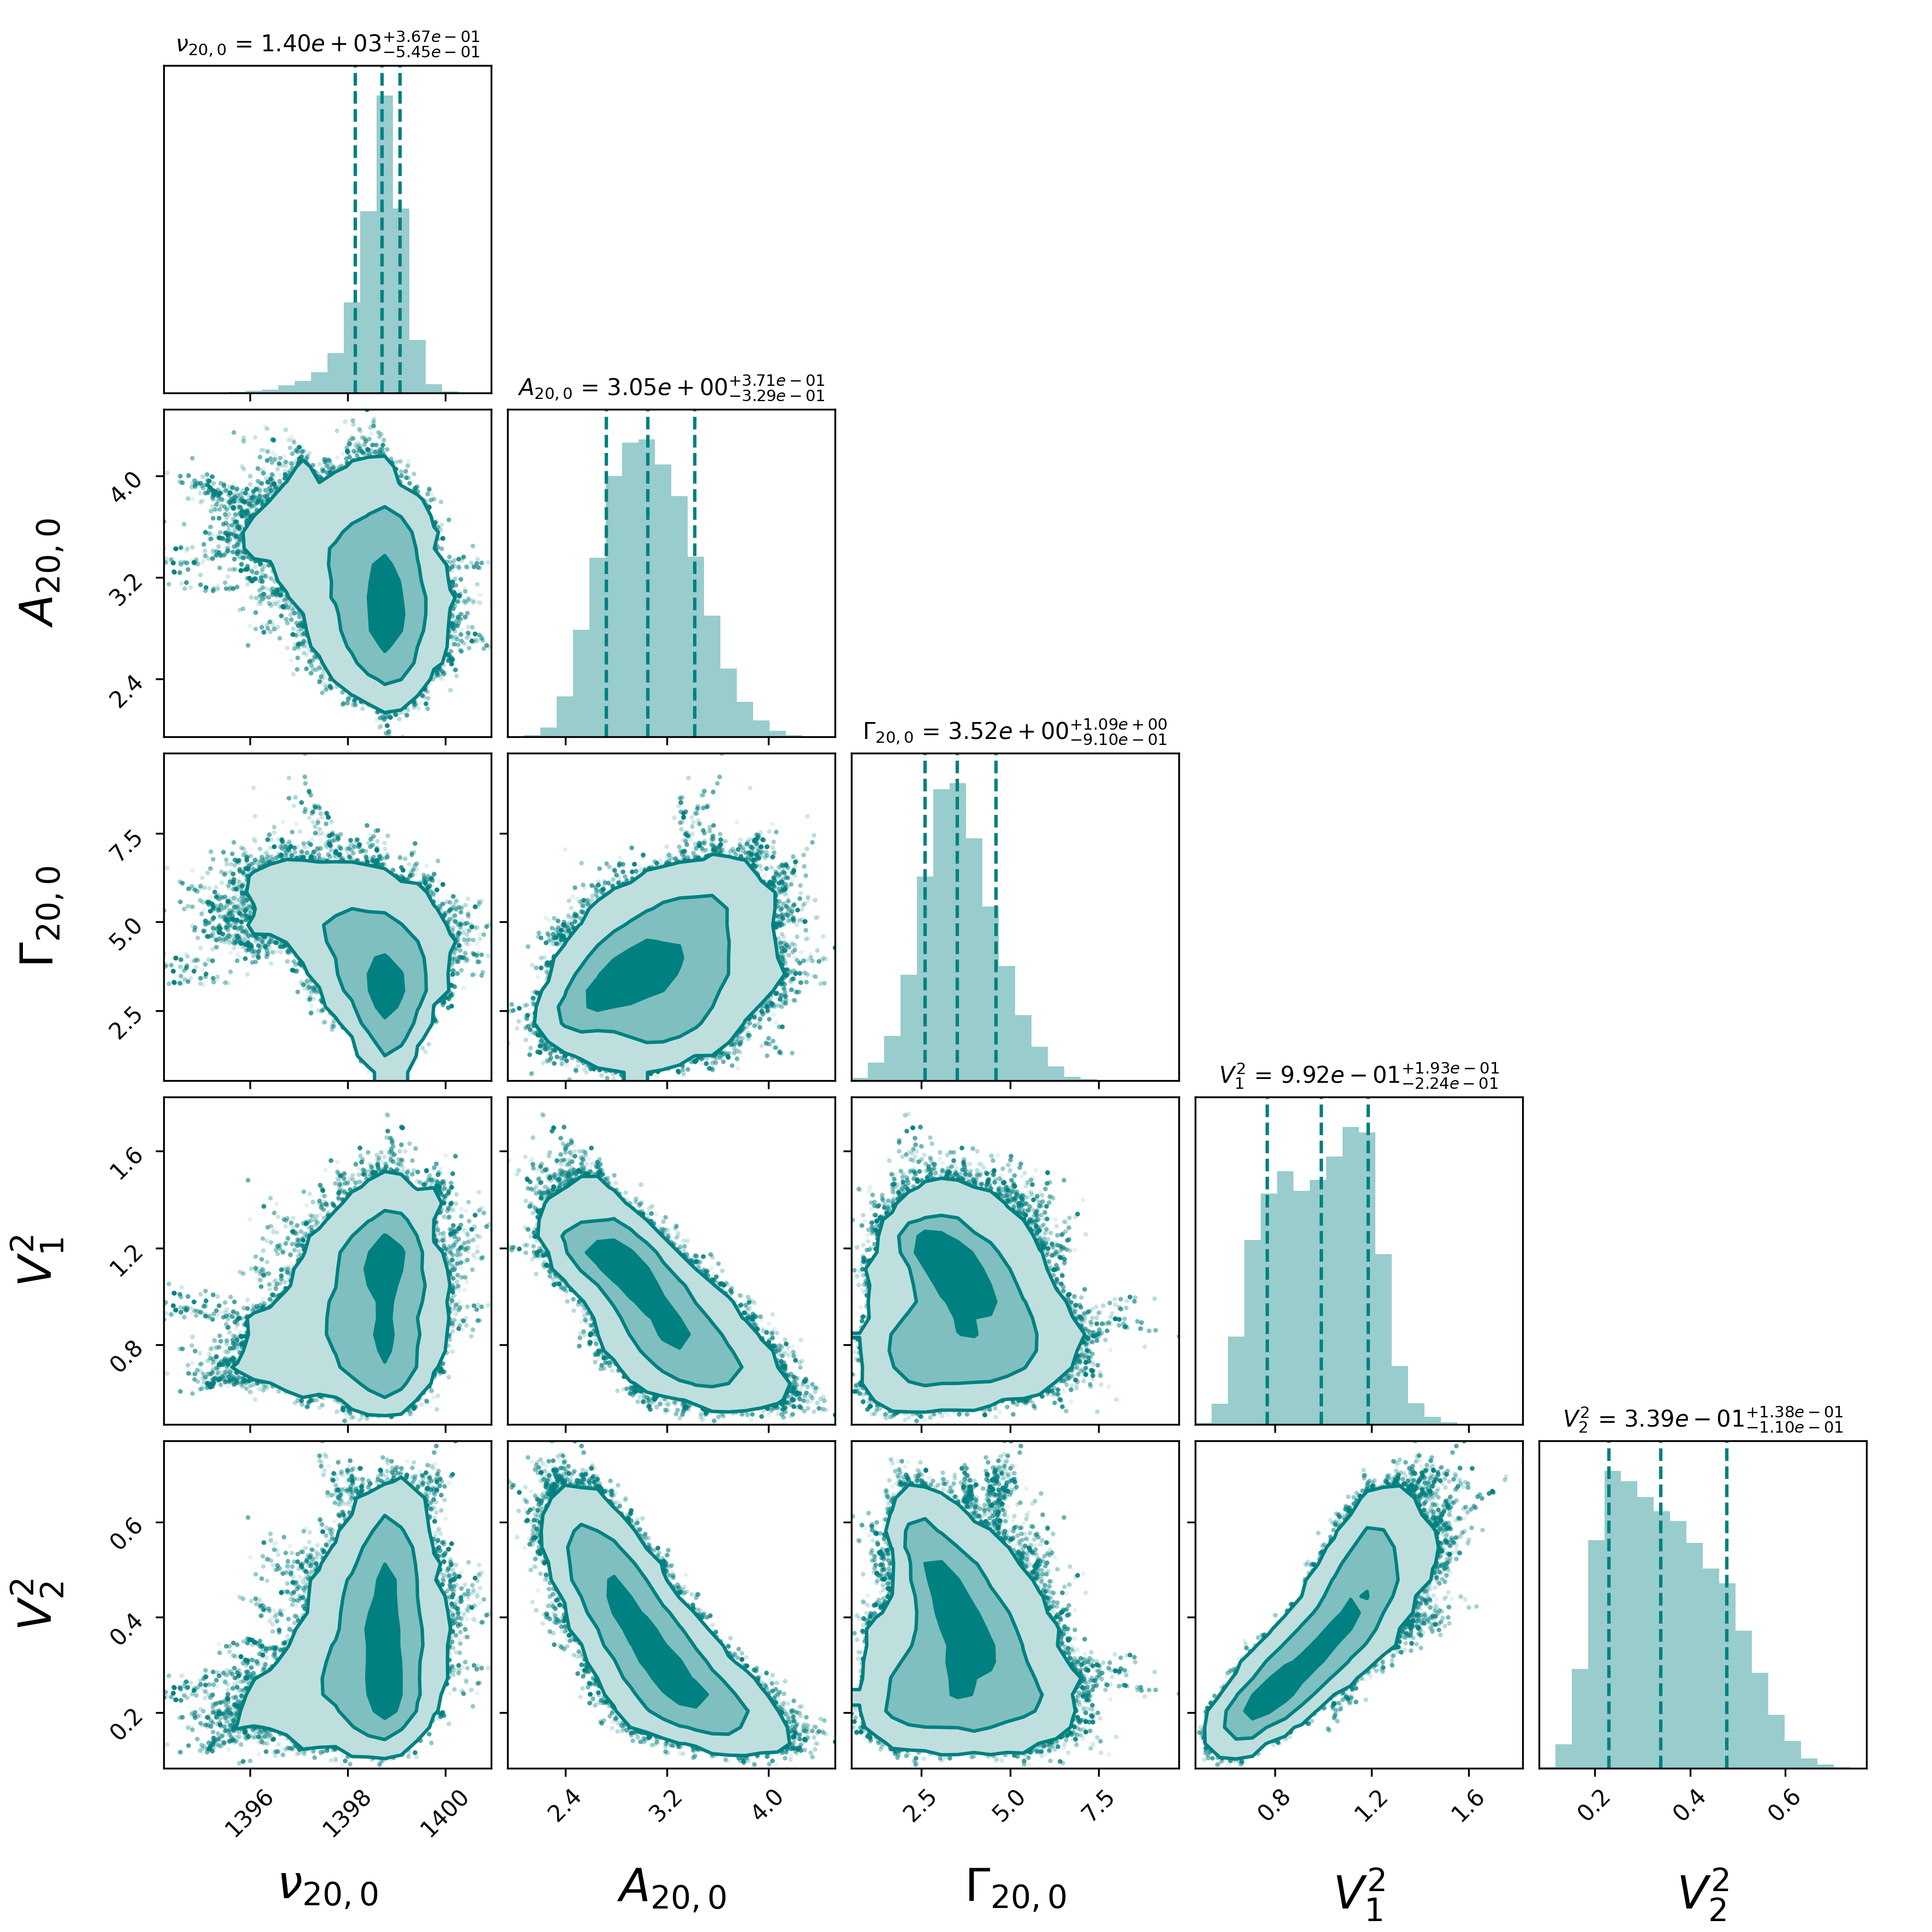 ν20, 0 = 1.40e + 03 +3.67e − 01 −5.45e − 01
A20, 0 = 3.05e + 00 +3.71e − 01 −3.29e − 01
4.0
3.2
2.4
A20, 0
Γ20, 0 = 3.52e + 00 +1.09e + 00 −9.10e − 01
7.5
5.0
2.5
Γ20, 0
V₁² = 9.92e − 01 +1.93e − 01 −2.24e − 01
1.6
1.2
0.8
V₁²
V₂² = 3.39e − 01 +1.38e − 01 −1.10e − 01
0.6
0.4
0.2
V₂²
1396 1398 1400 2.4 3.2 4.0 2.5 5.0 7.5 0.8 1.2 1.6 0.2 0.4 0.6
ν20, 0 A20, 0 Γ20, 0 V₁² V₂²